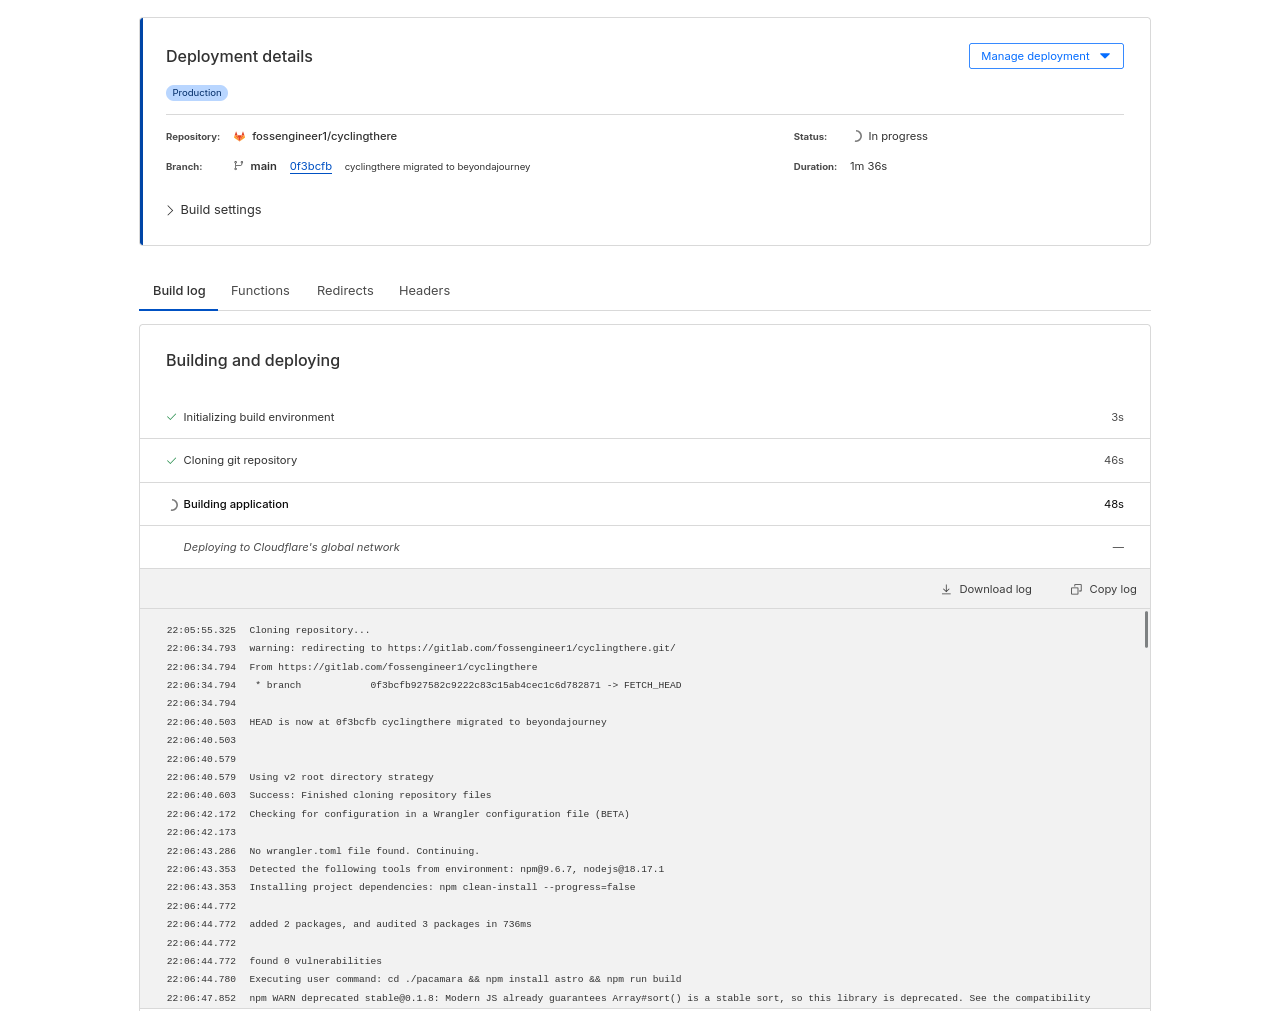 Deployment details
Manage deployment
Production
Repository: fossengineer1/cyclingthere
Status: In progress
Branch: main 0f3bcfb cyclingthere migrated to beyondajourney
Duration: 1m 36s
Build settings
Build log Functions Redirects Headers
Building and deploying
Initializing build environment 3s
Cloning git repository 46s
Building application 48s
Deploying to Cloudflare's global network —
Download log Copy log
22:05:55.325 Cloning repository...
22:06:34.793 warning: redirecting to https://gitlab.com/fossengineer1/cyclingthere.git/
22:06:34.794 From https://gitlab.com/fossengineer1/cyclingthere
22:06:34.794 * branch 0f3bcfb927582c9222c83c15ab4cec1c6d782871 -> FETCH_HEAD
22:06:34.794
22:06:40.503 HEAD is now at 0f3bcfb cyclingthere migrated to beyondajourney
22:06:40.503
22:06:40.579
22:06:40.579 Using v2 root directory strategy
22:06:40.603 Success: Finished cloning repository files
22:06:42.172 Checking for configuration in a Wrangler configuration file (BETA)
22:06:42.173
22:06:43.286 No wrangler.toml file found. Continuing.
22:06:43.353 Detected the following tools from environment: npm@9.6.7, nodejs@18.17.1
22:06:43.353 Installing project dependencies: npm clean-install --progress=false
22:06:44.772
22:06:44.772 added 2 packages, and audited 3 packages in 736ms
22:06:44.772
22:06:44.772 found 0 vulnerabilities
22:06:44.780 Executing user command: cd ./pacamara && npm install astro && npm run build
22:06:47.852 npm WARN deprecated stable@0.1.8: Modern JS already guarantees Array#sort() is a stable sort, so this library is deprecated. See the compatibility